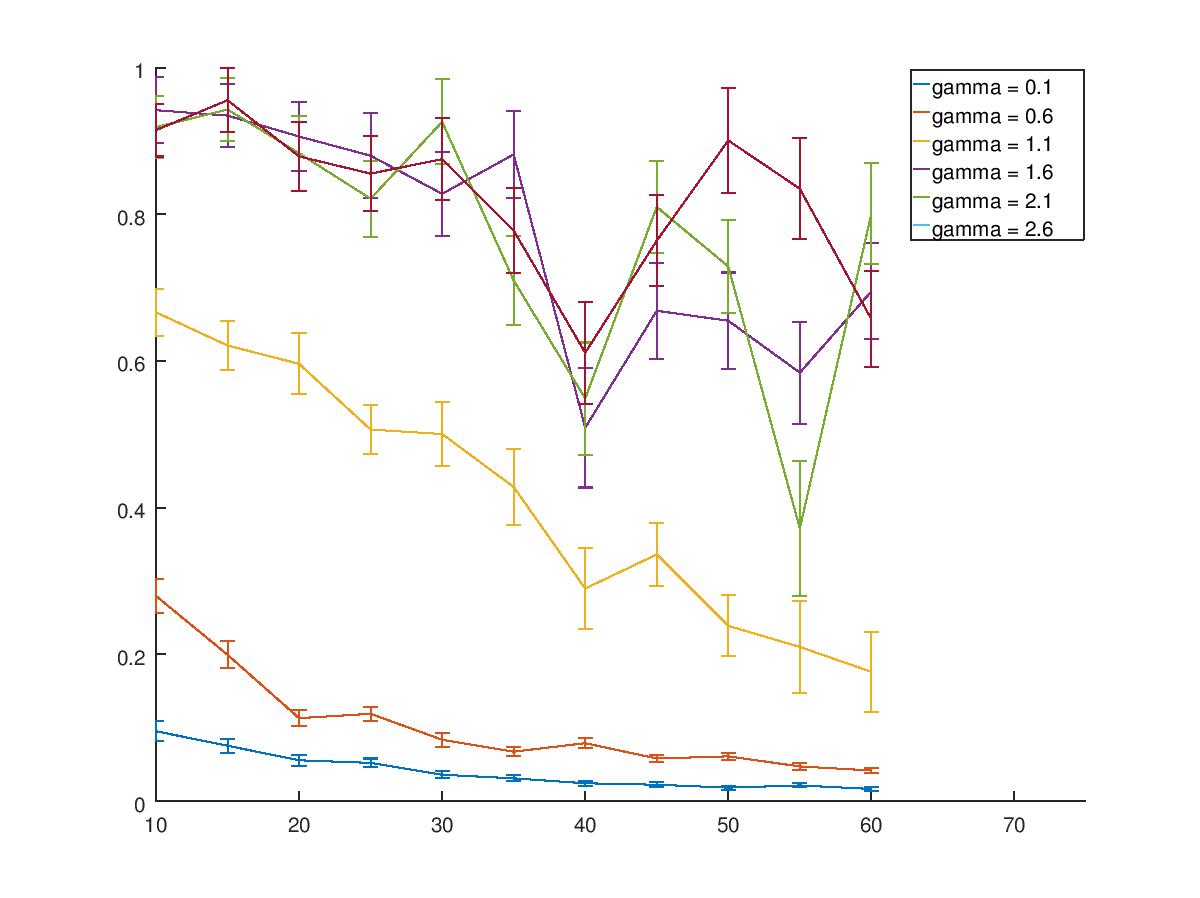 1
0.8
0.6
0.4
0.2
0
10 20 30 40 50 60 70
gamma = 0.1
gamma = 0.6
gamma = 1.1
gamma = 1.6
gamma = 2.1
gamma = 2.6